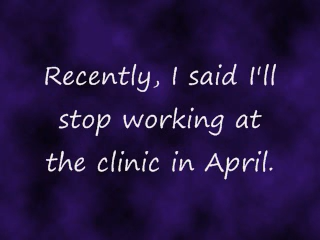 Recently, I said I'll
stop working at
the clinic in April.